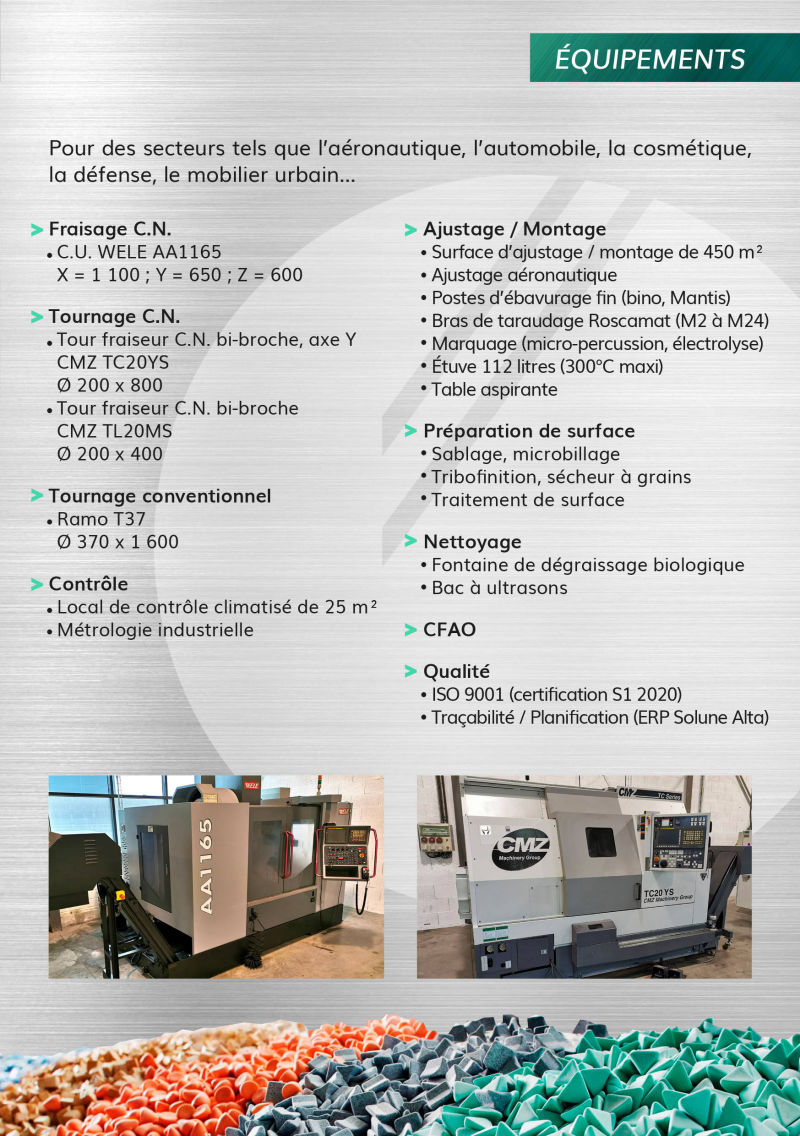 ÉQUIPEMENTS
Pour des secteurs tels que l’aéronautique, l’automobile, la cosmétique,
la défense, le mobilier urbain...
> Fraisage C.N.
• C.U. WELE AA1165
X = 1 100 ; Y = 650 ; Z = 600
> Tournage C.N.
• Tour fraiseur C.N. bi-broche, axe Y
CMZ TC20YS
Ø 200 x 800
• Tour fraiseur C.N. bi-broche
CMZ TL20MS
Ø 200 x 400
> Tournage conventionnel
• Ramo T37
Ø 370 x 1 600
> Contrôle
• Local de contrôle climatisé de 25 m²
• Métrologie industrielle
> Ajustage / Montage
• Surface d’ajustage / montage de 450 m²
• Ajustage aéronautique
• Postes d’ébavurage fin (bino, Mantis)
• Bras de taraudage Roscamat (M2 à M24)
• Marquage (micro-percussion, électrolyse)
• Étuve 112 litres (300°C maxi)
• Table aspirante
> Préparation de surface
• Sablage, microbillage
• Tribofinition, sécheur à grains
• Traitement de surface
> Nettoyage
• Fontaine de dégraissage biologique
• Bac à ultrasons
> CFAO
> Qualité
• ISO 9001 (certification S1 2020)
• Traçabilité / Planification (ERP Solune Alta)
WELE
AA1165
CMZ
TC Series
CMZ
Machinery Group
TC20 YS
CMZ Machinery Group